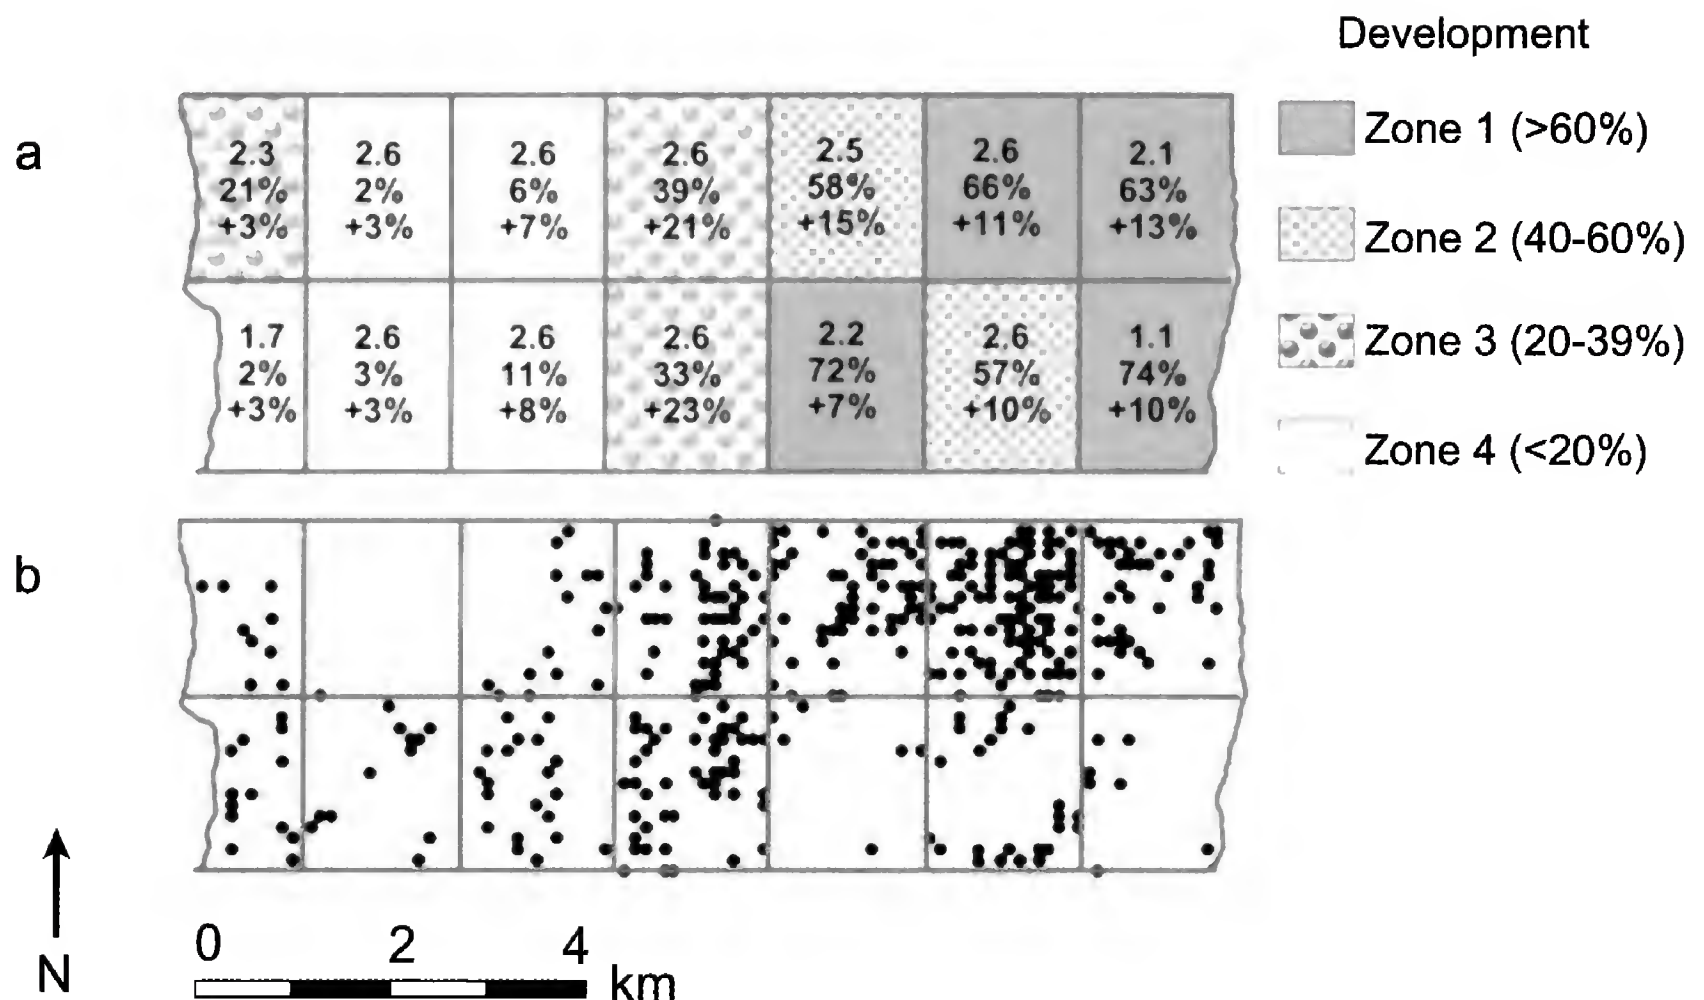 Development
a
2.3 2.6 2.6 2.6 2.5 2.6 2.1
21% 2% 6% 39% 58% 66% 63%
+3% +3% +7% +21% +15% +11% +13%
1.7 2.6 2.6 2.6 2.2 2.6 1.1
2% 3% 11% 33% 72% 57% 74%
+3% +3% +8% +23% +7% +10% +10%
Zone 1 (>60%)
Zone 2 (40-60%)
Zone 3 (20-39%)
Zone 4 (<20%)
b
N
0 2 4
km